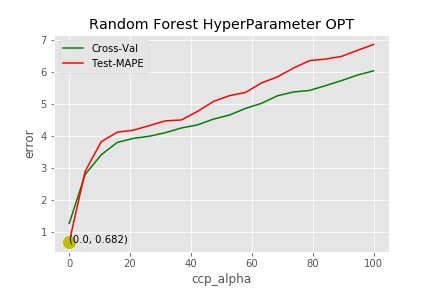 Random Forest HyperParameter OPT
7
6
5
4
3
2
1
error
Cross-Val
Test-MAPE
(0.0, 0.682)
0
20
40
60
80
100
ccp_alpha